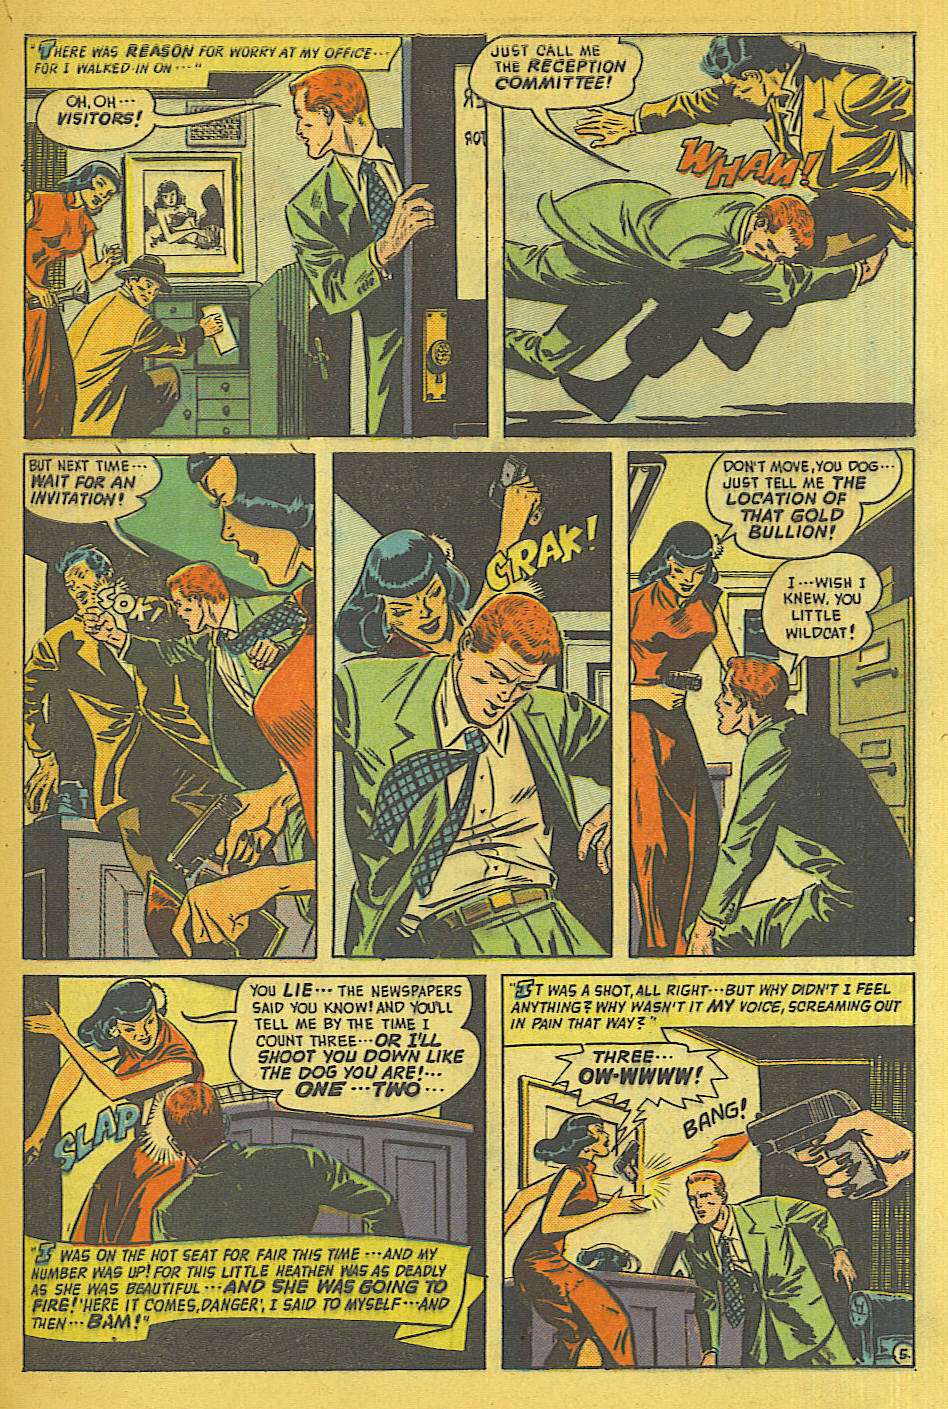 "THERE WAS REASON FOR WORRY AT MY OFFICE---
FOR I WALKED IN ON ---"
OH, OH---
VISITORS!
ER
TOR
JUST CALL ME
THE RECEPTION
COMMITTEE!
WHAM!
BUT NEXT TIME---
WAIT FOR AN
INVITATION!
SOK
CRAK!
DON'T MOVE, YOU DOG---
JUST TELL ME THE
LOCATION OF
THAT GOLD
BULLION!
I---WISH I
KNEW, YOU
LITTLE
WILDCAT!
YOU LIE--- THE NEWSPAPERS
SAID YOU KNOW! AND YOU'LL
TELL ME BY THE TIME I
COUNT THREE---OR I'LL
SHOOT YOU DOWN LIKE
THE DOG YOU ARE!---
ONE ---TWO---
SLAP
"I WAS ON THE HOT SEAT FOR FAIR THIS TIME ---AND MY
NUMBER WAS UP! FOR THIS LITTLE HEATHEN WAS AS DEADLY
AS SHE WAS BEAUTIFUL---AND SHE WAS GOING TO
FIRE! 'HERE IT COMES, DANGER', I SAID TO MYSELF---AND
THEN--- BAM!"
"IT WAS A SHOT, ALL RIGHT---BUT WHY DIDN'T I FEEL
ANYTHING? WHY WASN'T IT MY VOICE, SCREAMING OUT
IN PAIN THAT WAY?"
THREE---
OW-WWWW!
BANG!
5.